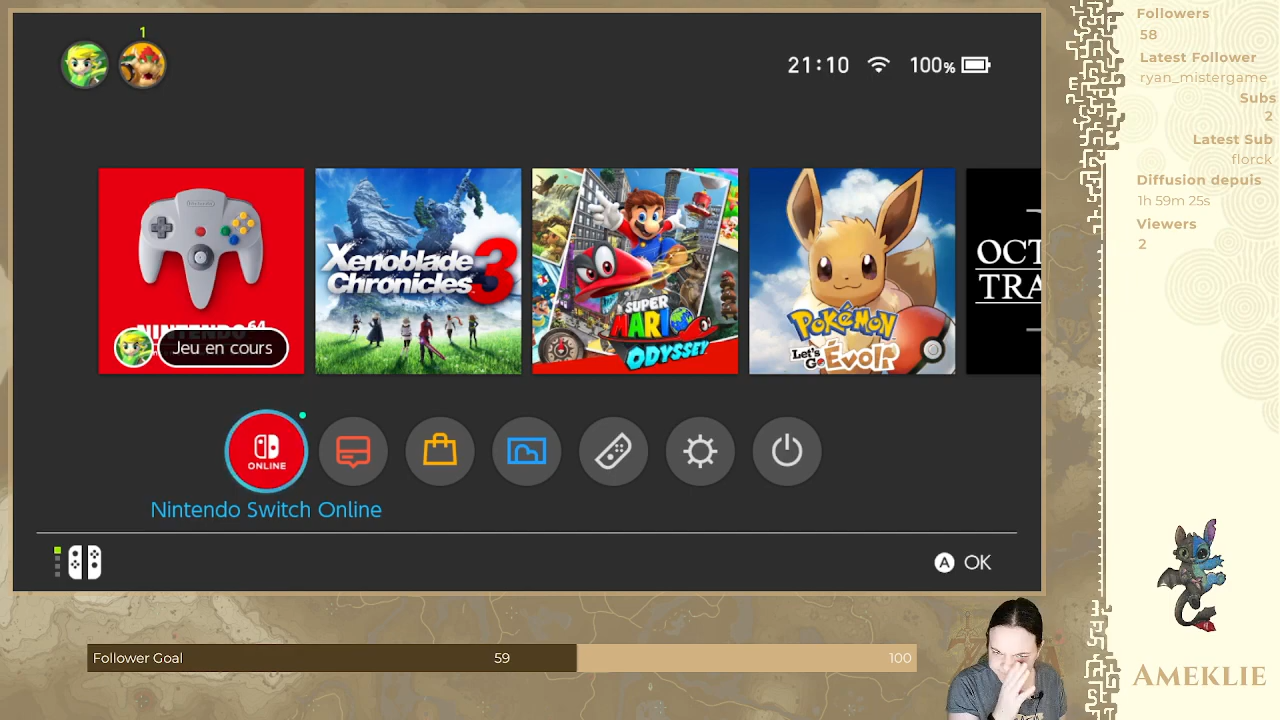 1
21:10
100%
NINTENDO 64
Jeu en cours
Xenoblade
Chronicles 3
SUPER
MARIO
ODYSSEY
POKÉMON
Let's Go Évoli
OCT
TRA
ONLINE
Nintendo Switch Online
A OK
Followers
58
Latest Follower
ryan_mistergame
Subs
2
Latest Sub
florck
Diffusion depuis
1h 59m 25s
Viewers
2
Follower Goal
59
100
AMEKLIE